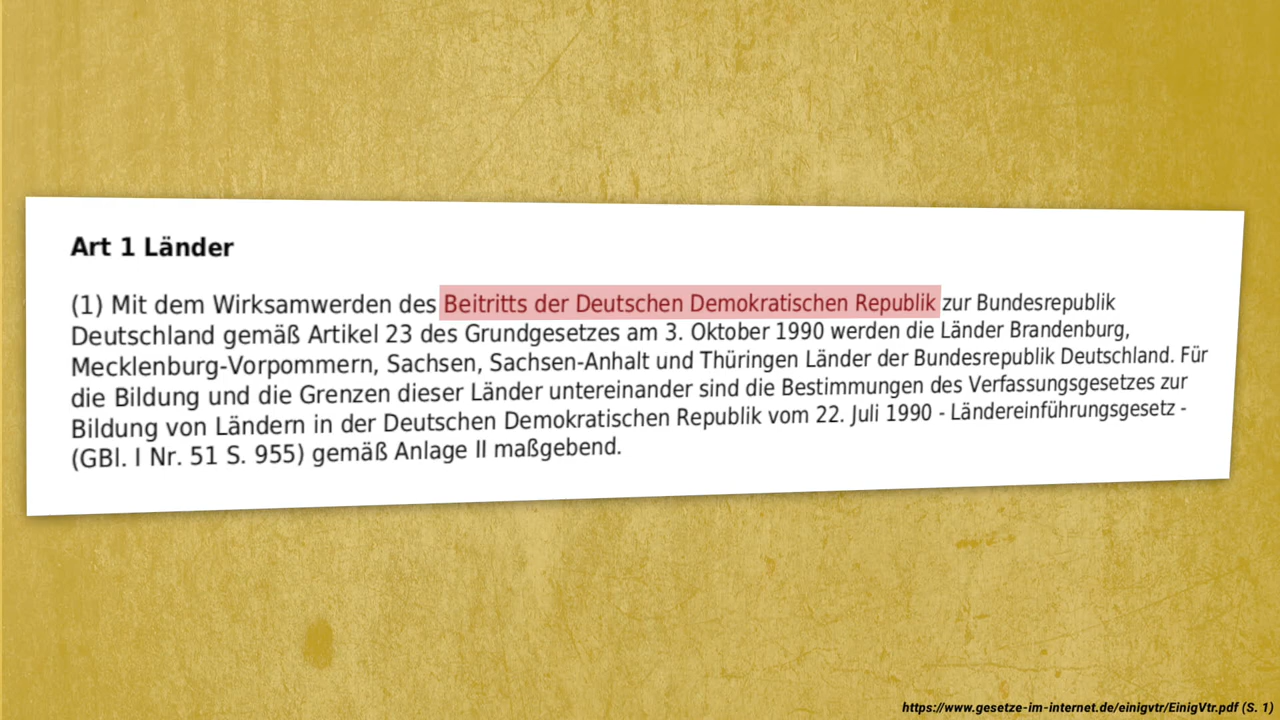 Art 1 Länder
(1) Mit dem Wirksamwerden des Beitritts der Deutschen Demokratischen Republik zur Bundesrepublik
Deutschland gemäß Artikel 23 des Grundgesetzes am 3. Oktober 1990 werden die Länder Brandenburg,
Mecklenburg-Vorpommern, Sachsen, Sachsen-Anhalt und Thüringen Länder der Bundesrepublik Deutschland. Für
die Bildung und die Grenzen dieser Länder untereinander sind die Bestimmungen des Verfassungsgesetzes zur
Bildung von Ländern in der Deutschen Demokratischen Republik vom 22. Juli 1990 - Ländereinführungsgesetz -
(GBl. I Nr. 51 S. 955) gemäß Anlage II maßgebend.
https://www.gesetze-im-internet.de/einigvtr/EinigVtr.pdf (S. 1)